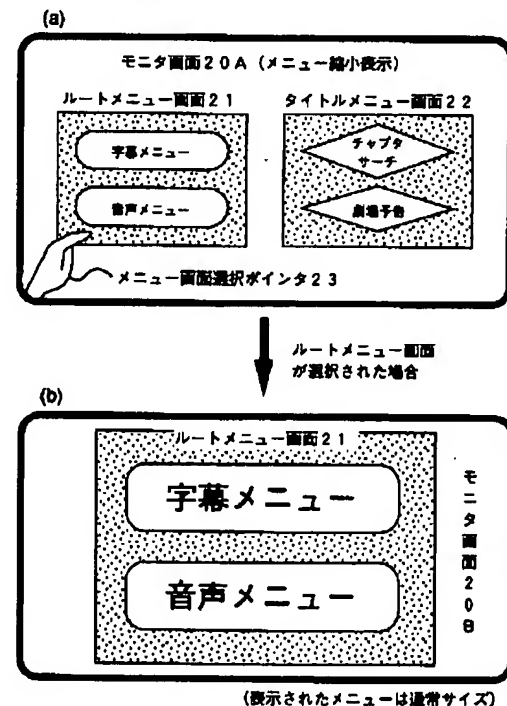 (a)
モニタ画面20A（メニュー縮小表示）
ルートメニュー画面21
タイトルメニュー画面22
字幕メニュー
音声メニュー
チャプタ
サーチ
劇場予告
メニュー画面選択ポインタ23
ルートメニュー画面
が選択された場合
(b)
ルートメニュー画面21
字幕メニュー
音声メニュー
モニタ画面20B
(表示されたメニューは通常サイズ)